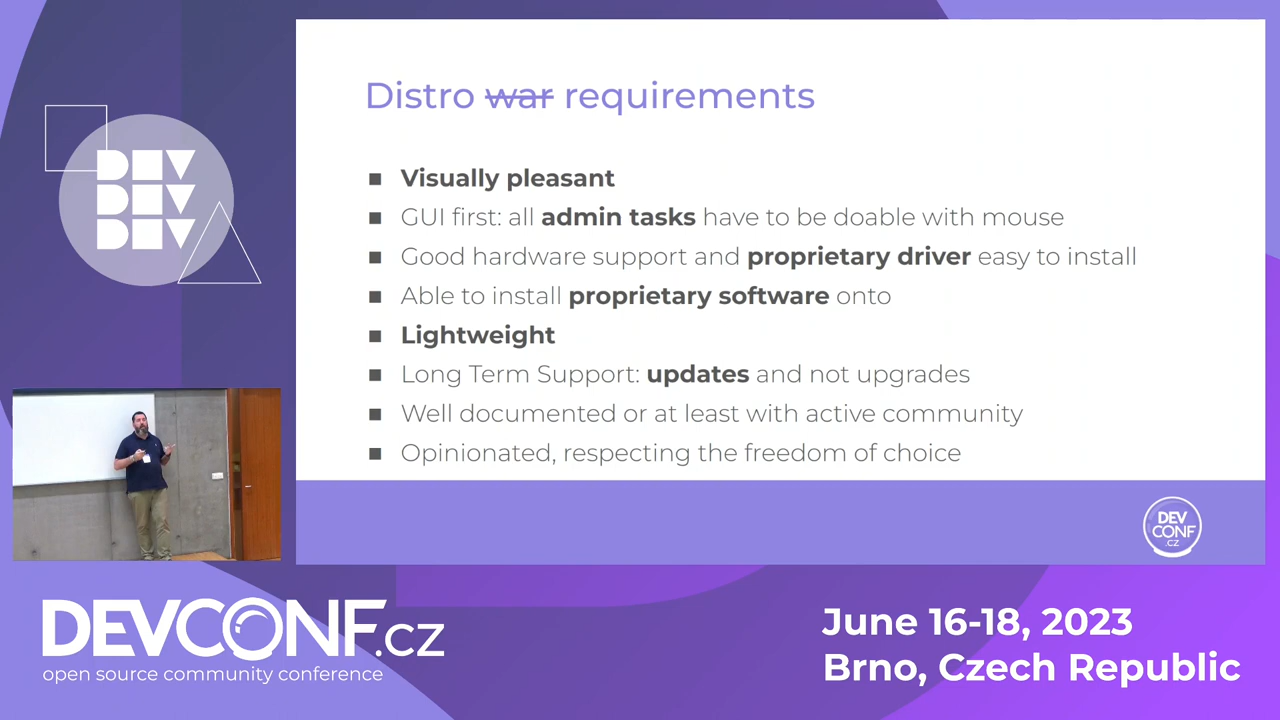 DEV
DEV
DEV
Distro war requirements
■ Visually pleasant
■ GUI first: all admin tasks have to be doable with mouse
■ Good hardware support and proprietary driver easy to install
■ Able to install proprietary software onto
■ Lightweight
■ Long Term Support: updates and not upgrades
■ Well documented or at least with active community
■ Opinionated, respecting the freedom of choice
DEV
CONF
.CZ
DEVCONF.cz
open source community conference
June 16-18, 2023
Brno, Czech Republic